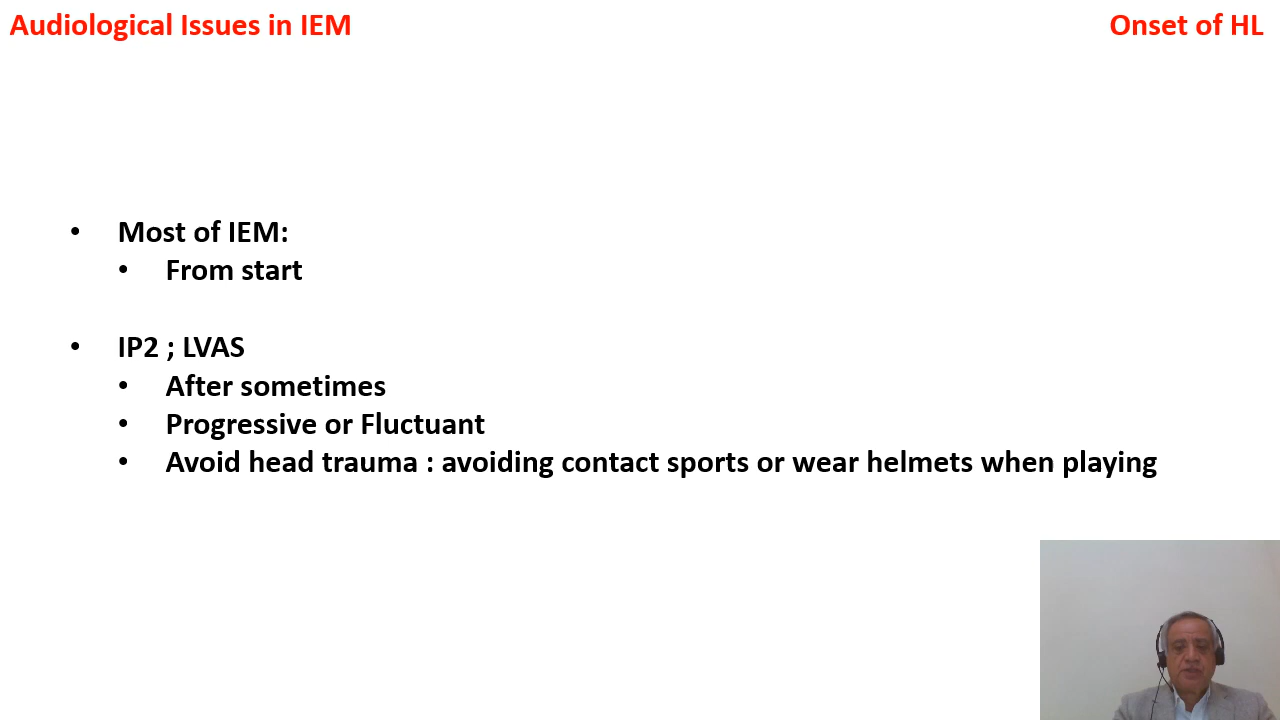 Audiological Issues in IEM
Onset of HL
• Most of IEM:
• From start
• IP2 ; LVAS
• After sometimes
• Progressive or Fluctuant
• Avoid head trauma : avoiding contact sports or wear helmets when playing